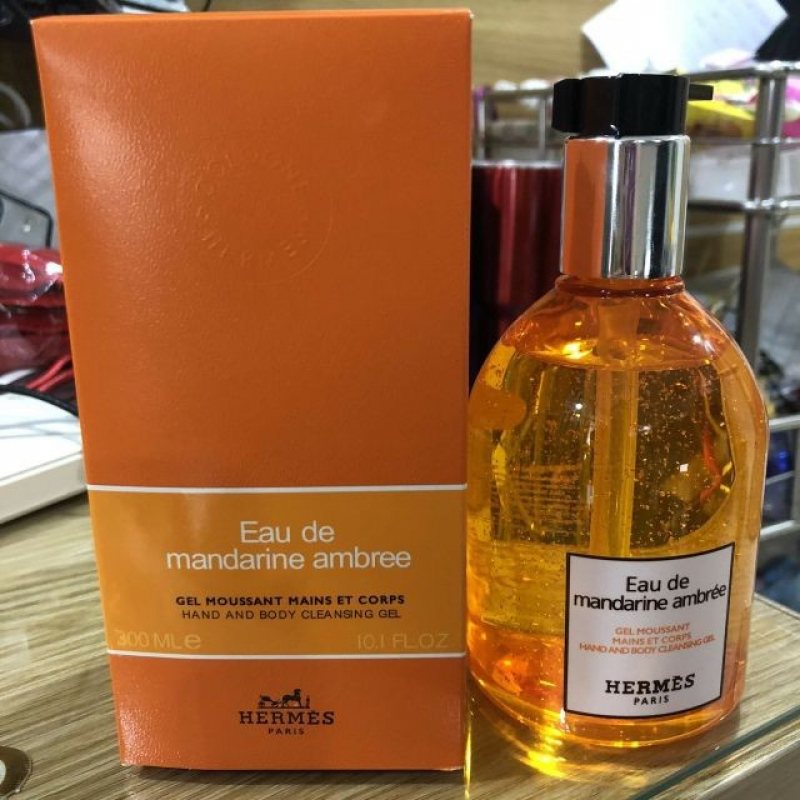 Eau de
mandarine ambree
GEL MOUSSANT MAINS ET CORPS
HAND AND BODY CLEANSING GEL
300 MLe
10.1 FL.OZ
HERMÈS
PARIS
Eau de
mandarine ambrée
GEL MOUSSANT
MAINS ET CORPS
HAND AND BODY CLEANSING GEL
HERMÈS
PARIS